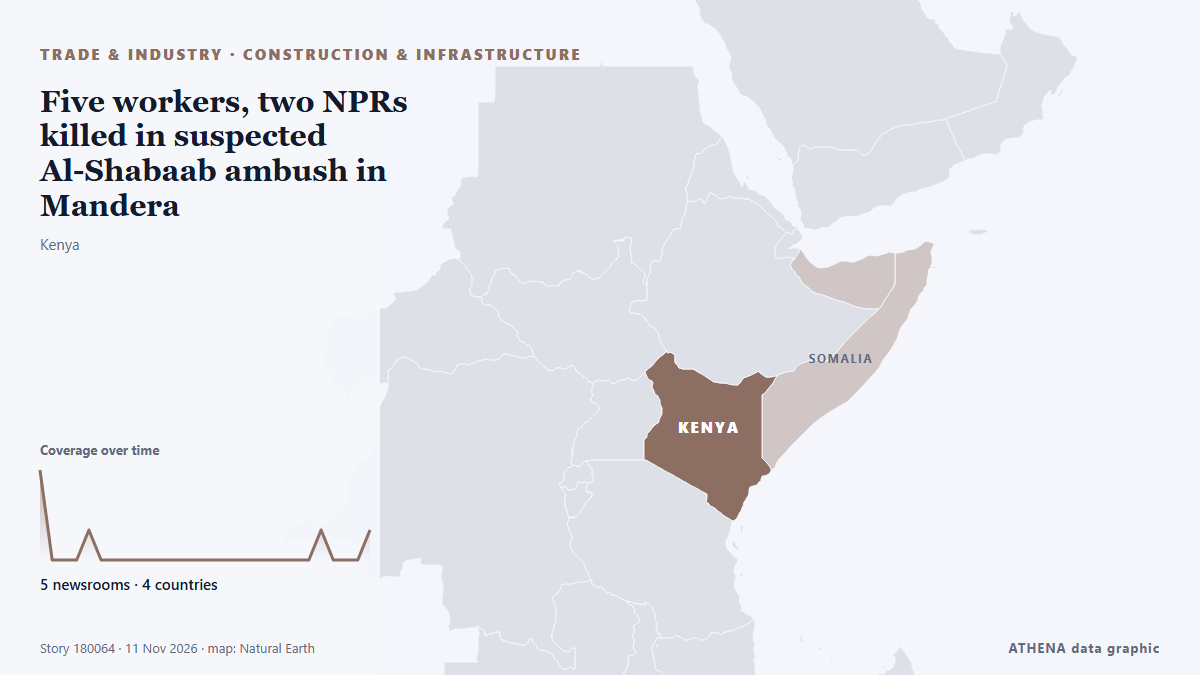 TRADE & INDUSTRY · CONSTRUCTION & INFRASTRUCTURE
Five workers, two NPRs
killed in suspected
Al-Shabaab ambush in
Mandera
Kenya
SOMALIA
KENYA
Coverage over time
5 newsrooms · 4 countries
Story 180064 · 11 Nov 2026 · map: Natural Earth
ATHENA data graphic